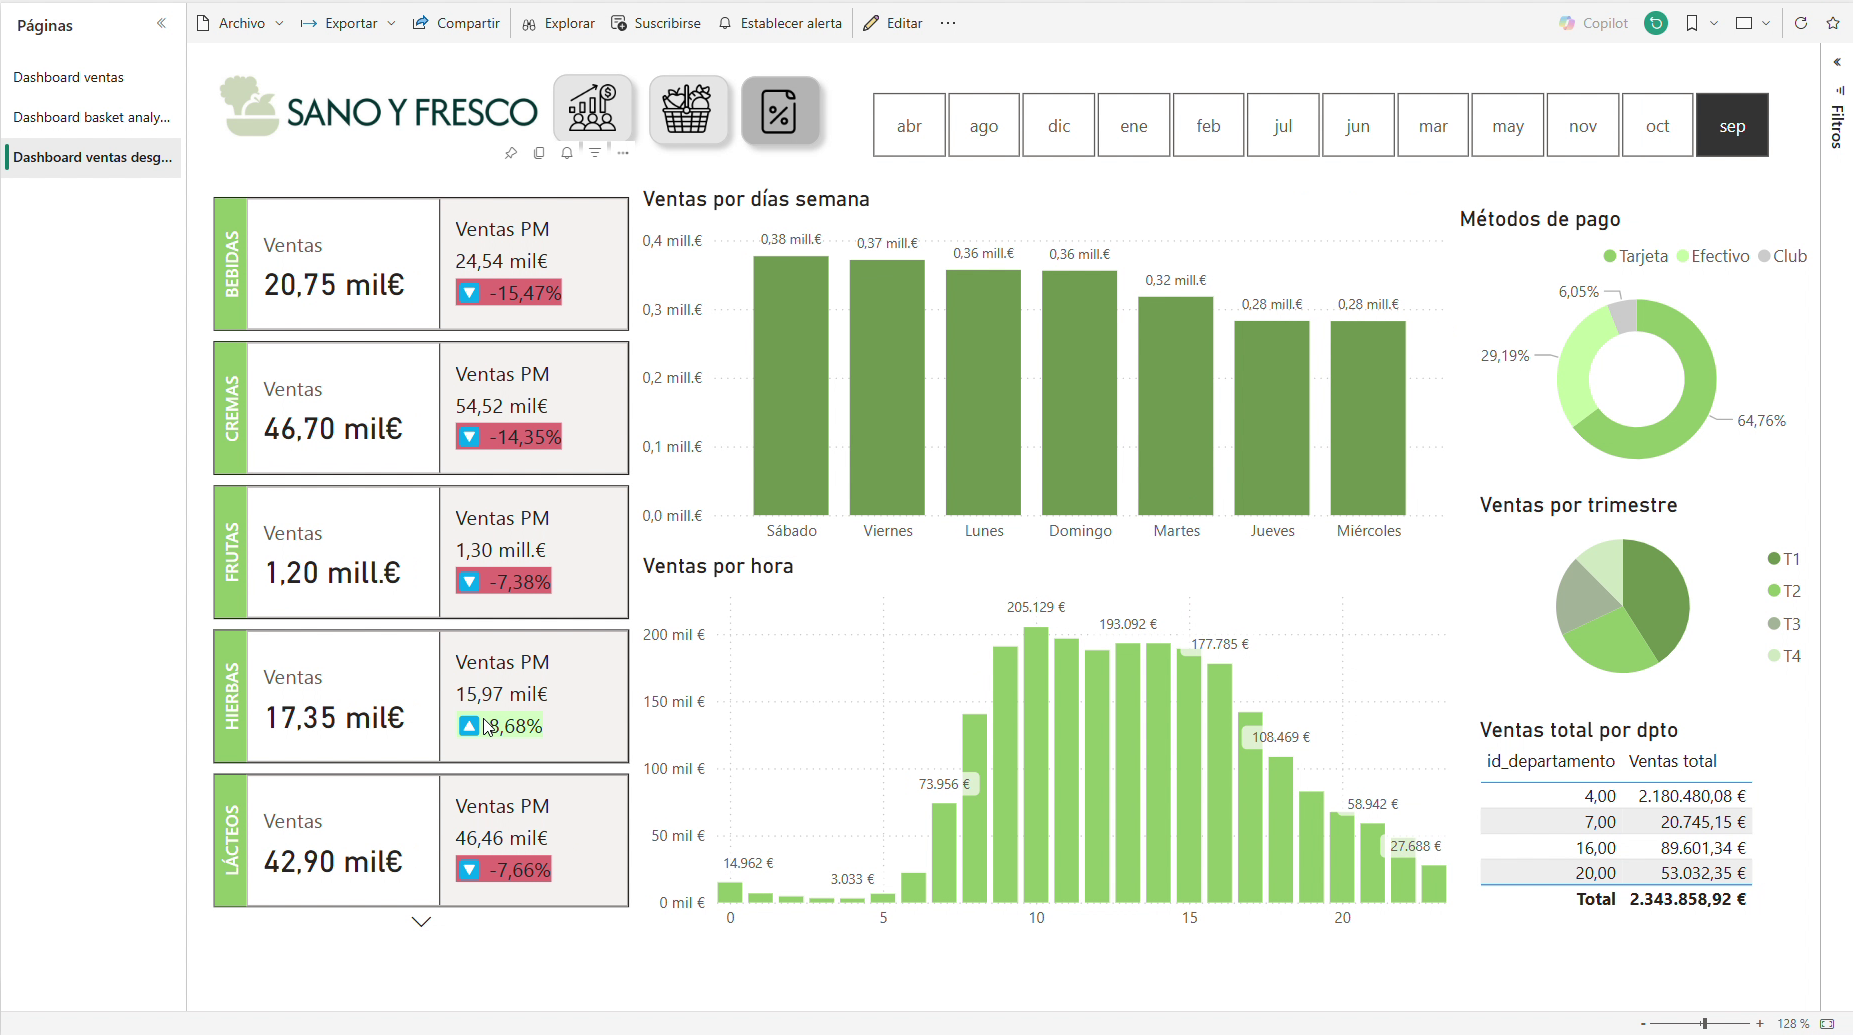 Páginas
Dashboard ventas
Dashboard basket analy...
Dashboard ventas desg...
Archivo
Exportar
Compartir
Explorar
Suscribirse
Establecer alerta
Editar
Copilot
Filtros
SANO Y FRESCO
abr
ago
dic
ene
feb
jul
jun
mar
may
nov
oct
sep
BEBIDAS
Ventas
20,75 mil€
Ventas PM
24,54 mil€
-15,47%
CREMAS
Ventas
46,70 mil€
Ventas PM
54,52 mil€
-14,35%
FRUTAS
Ventas
1,20 mill.€
Ventas PM
1,30 mill.€
-7,38%
HIERBAS
Ventas
17,35 mil€
Ventas PM
15,97 mil€
8,68%
LÁCTEOS
Ventas
42,90 mil€
Ventas PM
46,46 mil€
-7,66%
Ventas por días semana
0,4 mill.€
0,3 mill.€
0,2 mill.€
0,1 mill.€
0,0 mill.€
0,38 mill.€
0,37 mill.€
0,36 mill.€
0,36 mill.€
0,32 mill.€
0,28 mill.€
0,28 mill.€
Sábado
Viernes
Lunes
Domingo
Martes
Jueves
Miércoles
Ventas por hora
200 mil €
150 mil €
100 mil €
50 mil €
0 mil €
14.962 €
3.033 €
73.956 €
205.129 €
193.092 €
177.785 €
108.469 €
58.942 €
27.688 €
0
5
10
15
20
Métodos de pago
Tarjeta
Efectivo
Club
6,05%
29,19%
64,76%
Ventas por trimestre
T1
T2
T3
T4
Ventas total por dpto
id_departamento Ventas total
4,00 2.180.480,08 €
7,00 20.745,15 €
16,00 89.601,34 €
20,00 53.032,35 €
Total 2.343.858,92 €
- + 128 %